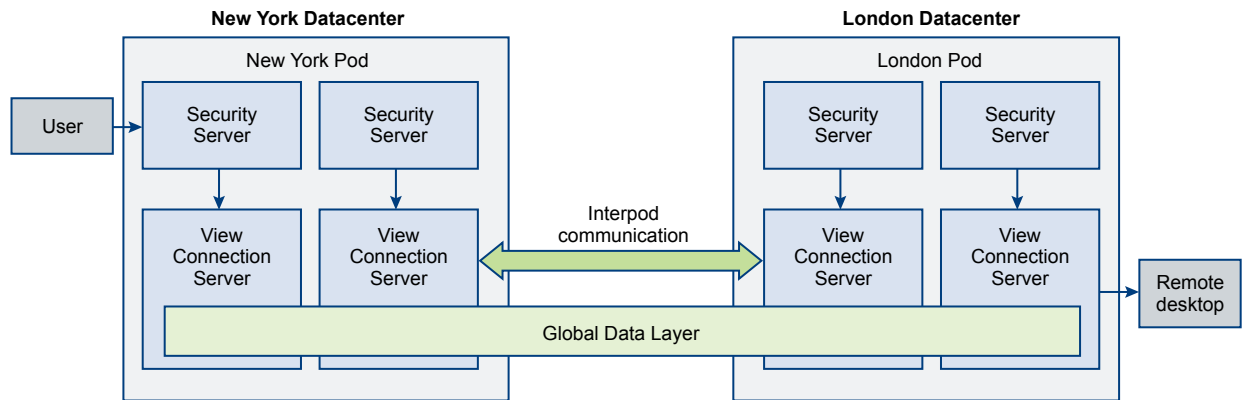 New York Datacenter
London Datacenter
New York Pod
London Pod
User
Security
Server
Security
Server
Security
Server
Security
Server
Interpod
communication
View
Connection
Server
View
Connection
Server
View
Connection
Server
View
Connection
Server
Remote
desktop
Global Data Layer